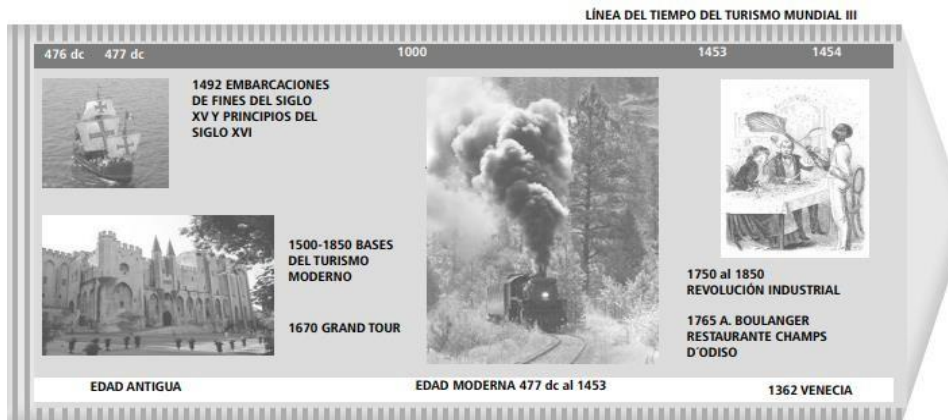 LÍNEA DEL TIEMPO DEL TURISMO MUNDIAL III
476 dc 477 dc 1000 1453 1454
1492 EMBARCACIONES
DE FINES DEL SIGLO
XV Y PRINCIPIOS DEL
SIGLO XVI
1500-1850 BASES
DEL TURISMO
MODERNO
1670 GRAND TOUR
1750 al 1850
REVOLUCIÓN INDUSTRIAL
1765 A. BOULANGER
RESTAURANTE CHAMPS
D´ODISO
EDAD ANTIGUA EDAD MODERNA 477 dc al 1453 1362 VENECIA